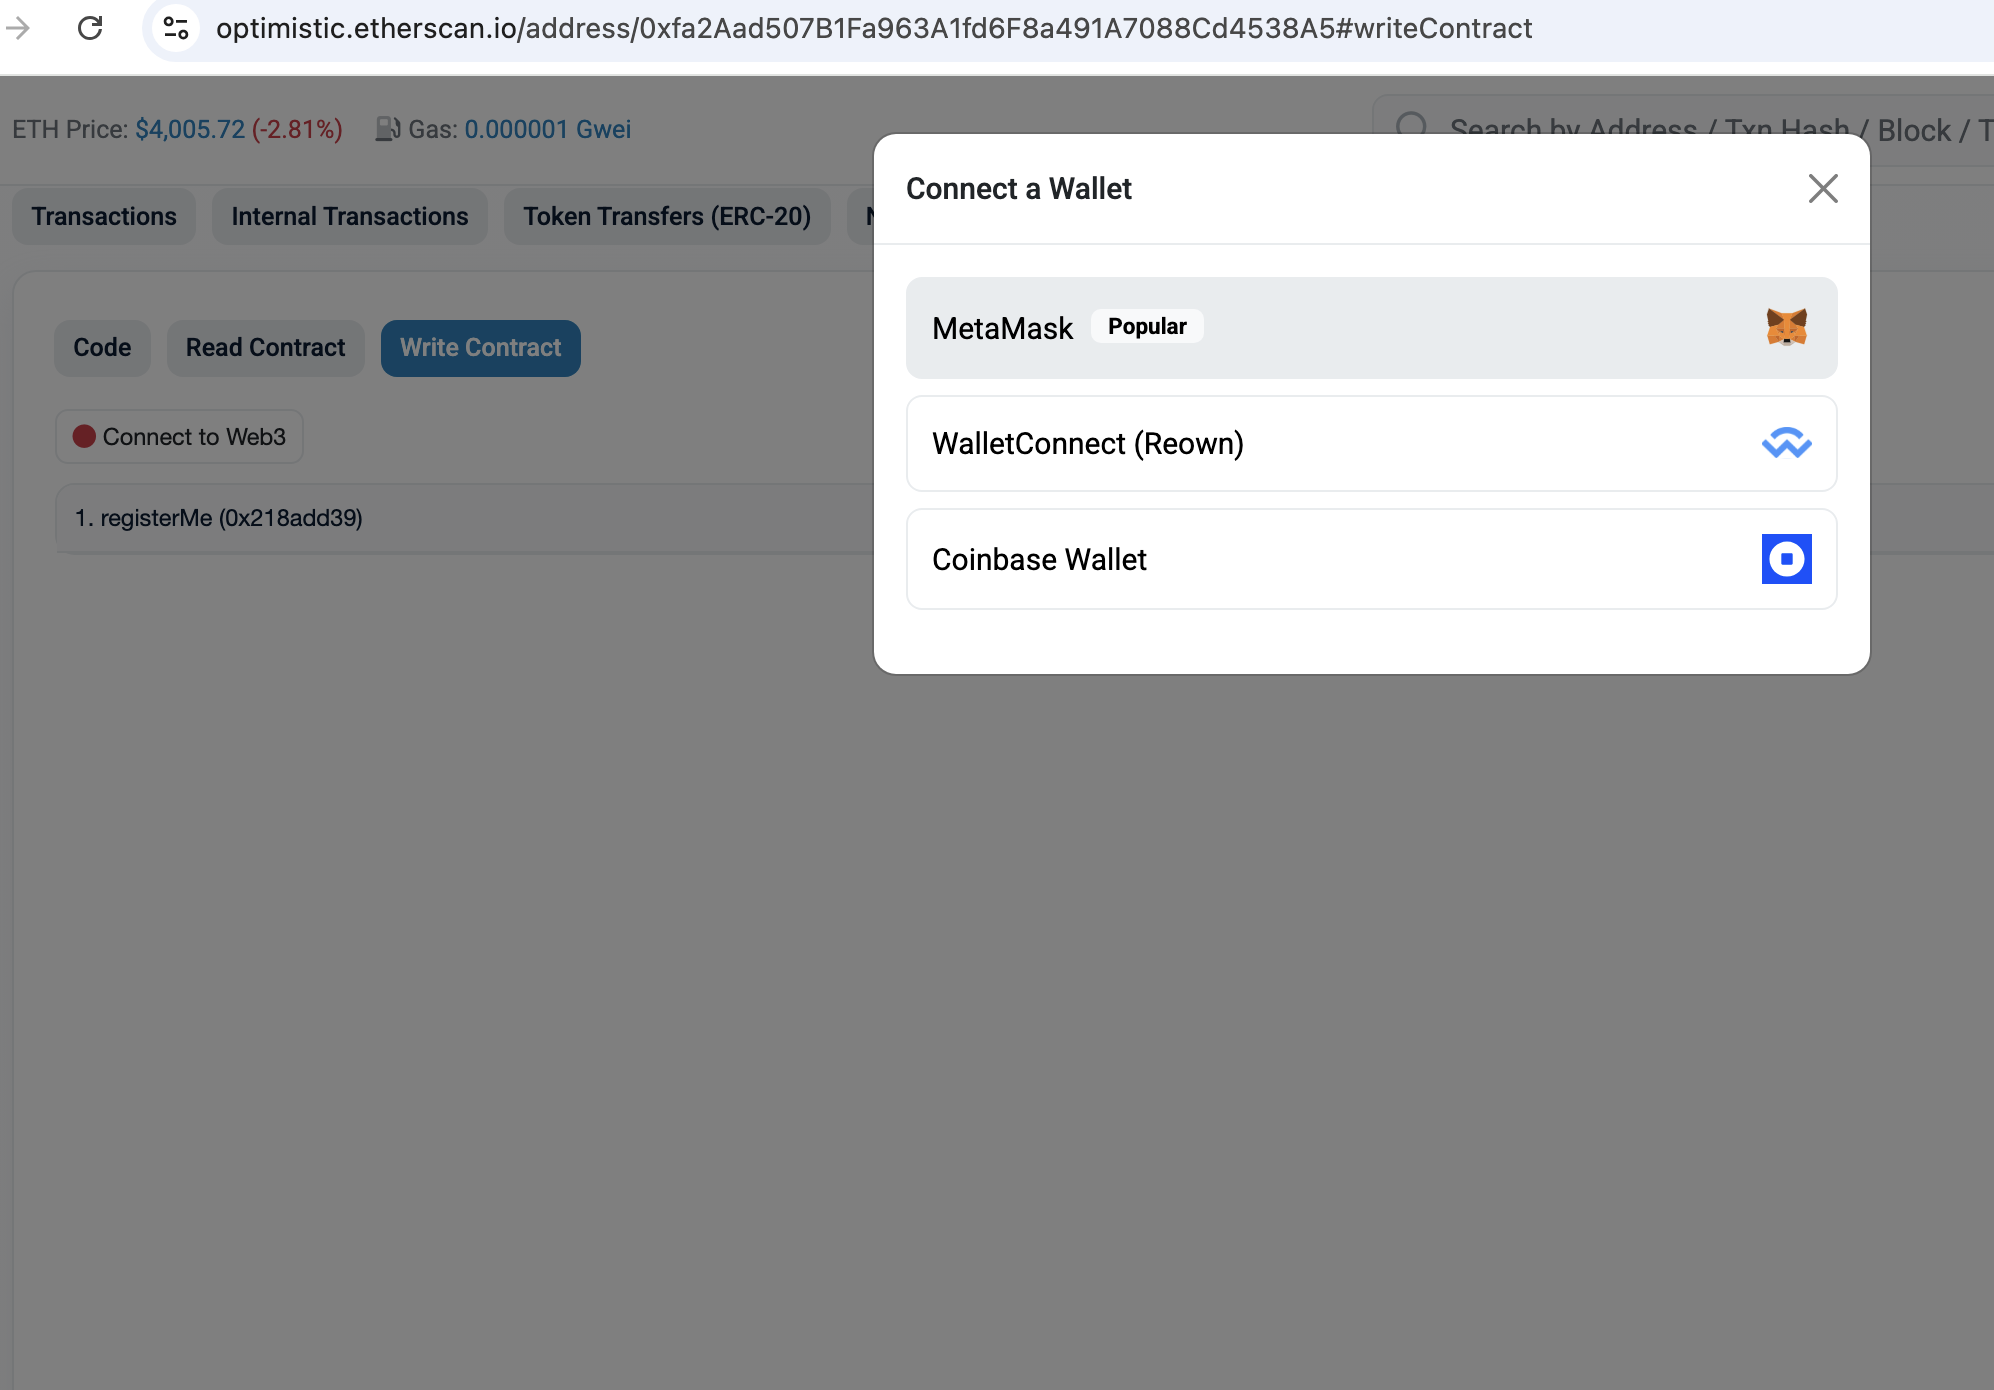 optimistic.etherscan.io/address/0xfa2Aad507B1Fa963A1fd6F8a491A7088Cd4538A5#writeContract
ETH Price: $4,005.72 (-2.81%) Gas: 0.000001 Gwei
Search by Address / Txn Hash / Block / T
Transactions
Internal Transactions
Token Transfers (ERC-20)
Code
Read Contract
Write Contract
Connect to Web3
1. registerMe (0x218add39)
Connect a Wallet
MetaMask Popular
WalletConnect (Reown)
Coinbase Wallet